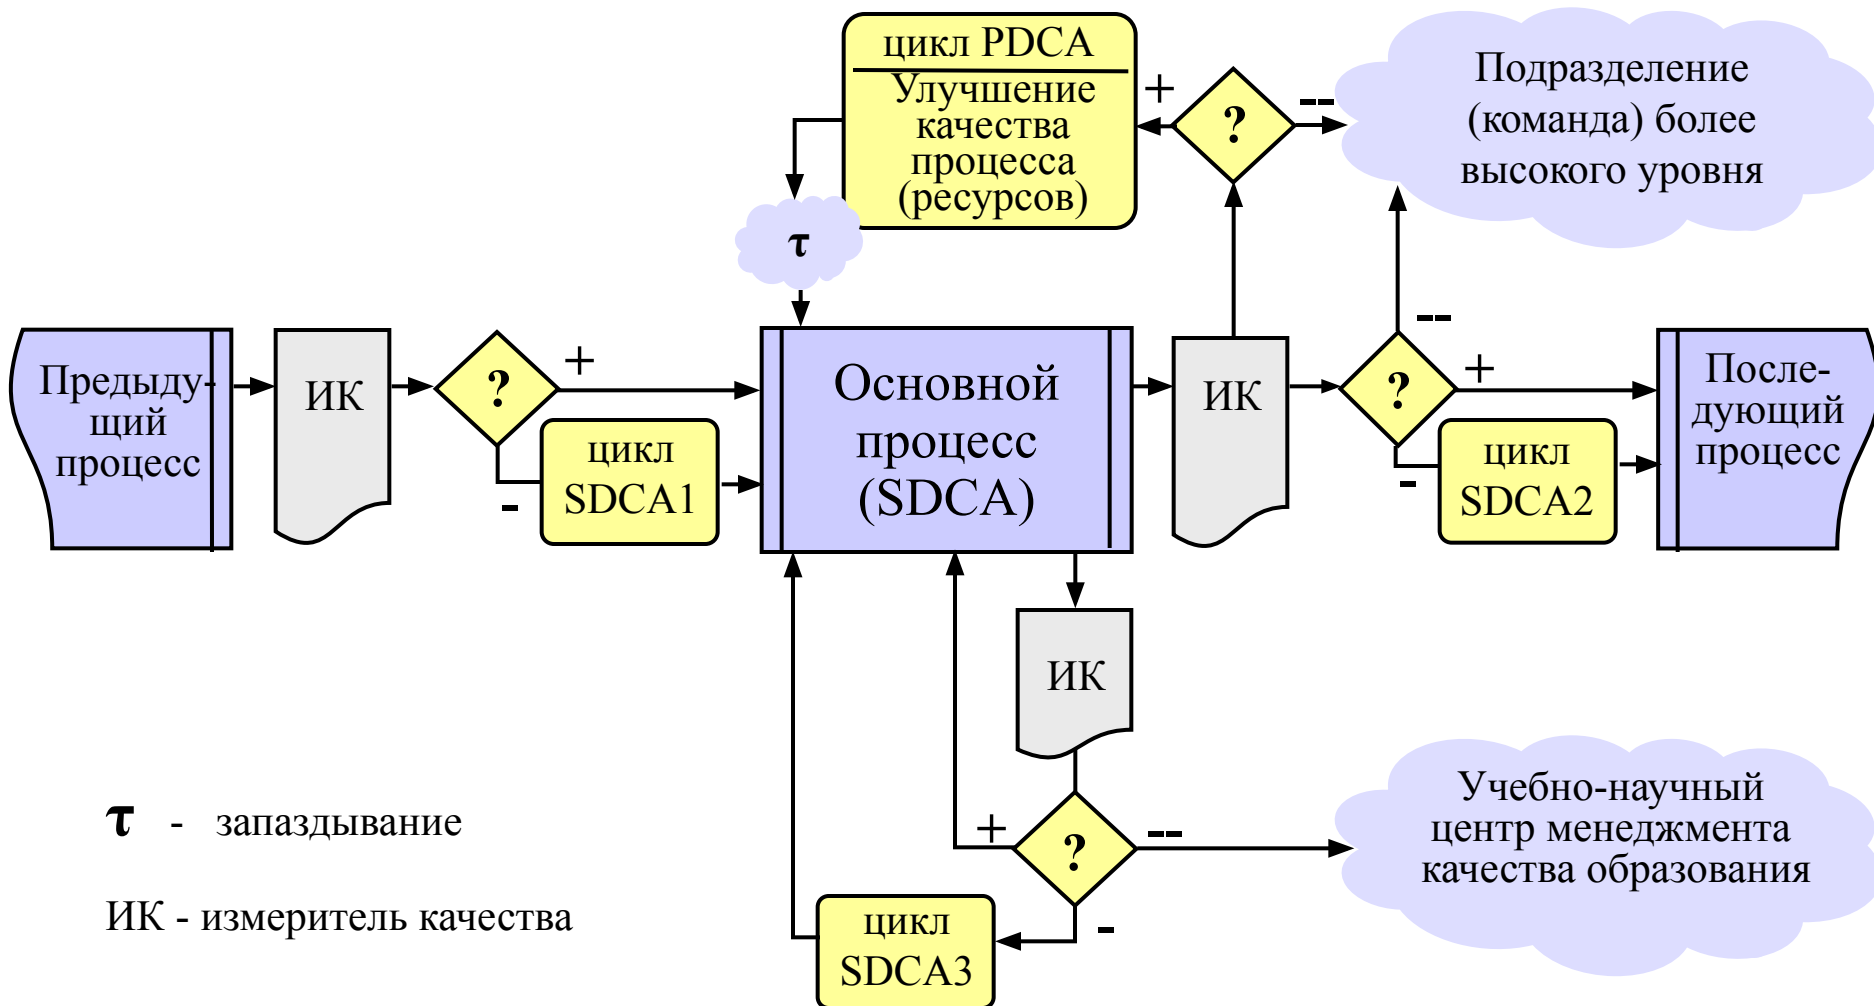 цикл PDCA
Улучшение
качества
процесса
(ресурсов)
+
?
--
Подразделение
(команда) более
высокого уровня
τ
--
Предыду-
щий
процесс
ИК
?
+
-
цикл
SDCA1
Основной
процесс
(SDCA)
ИК
?
+
-
цикл
SDCA2
После-
дующий
процесс
ИК
+
?
--
-
цикл
SDCA3
Учебно-научный
центр менеджмента
качества образования
τ - запаздывание
ИК - измеритель качества